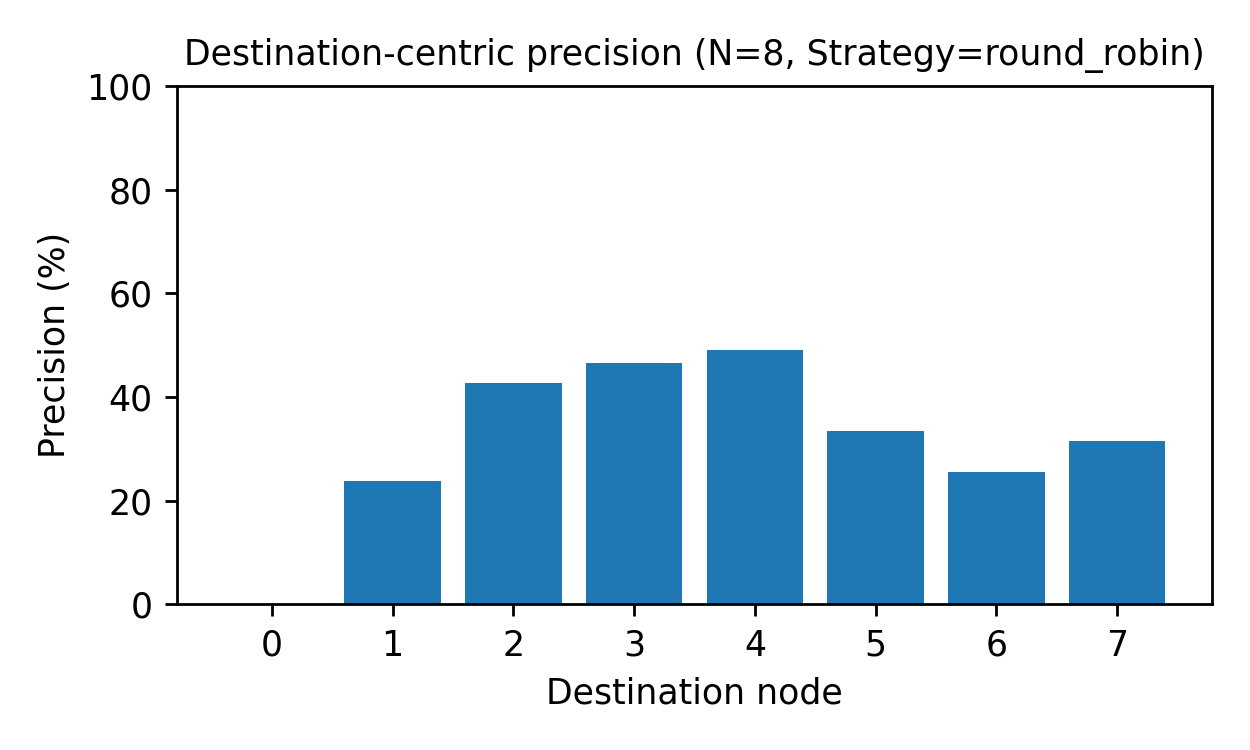 Destination-centric precision (N=8, Strategy=round_robin)
100
80
60
40
20
0
Precision (%)
0 1 2 3 4 5 6 7
Destination node